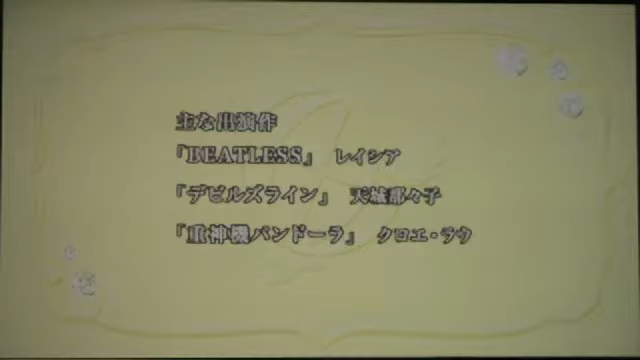 主な出演作
「BEATLESS」 レイシア
「デビルズライン」 天城那々子
「重神機パンドーラ」 クロエ・ラウ